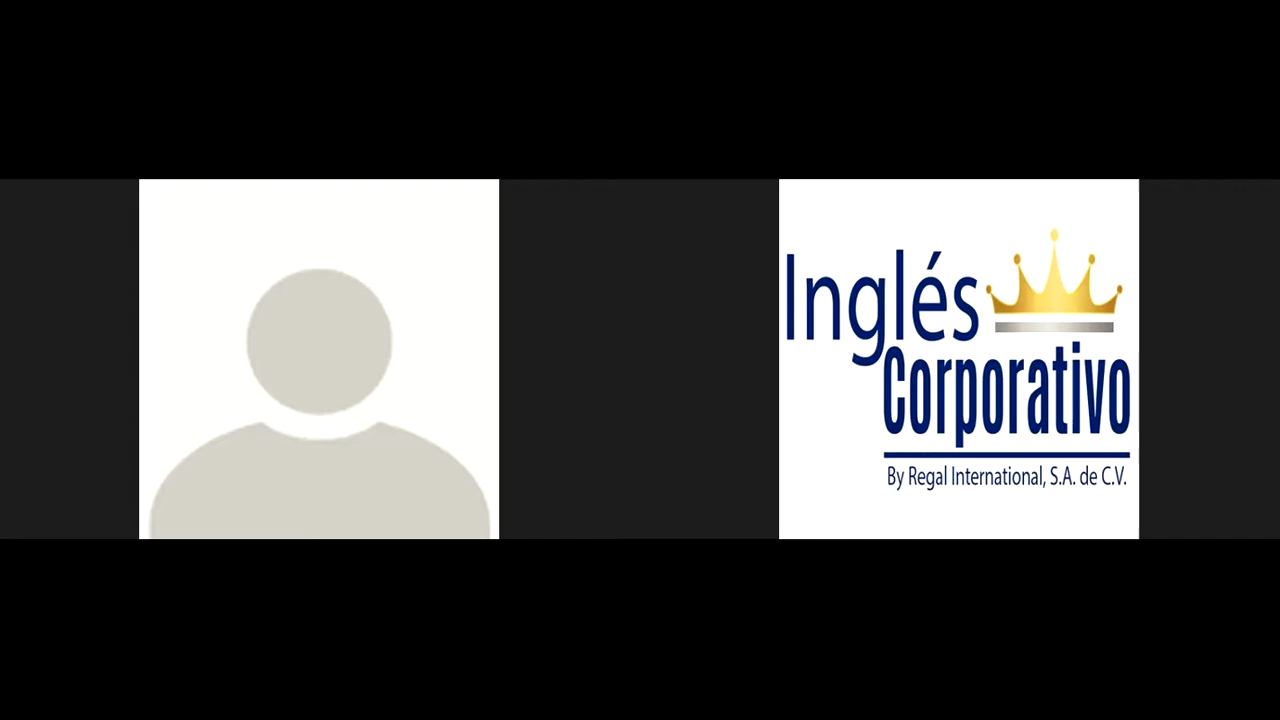 Inglés
Corporativo
By Regal International, S.A. de C.V.